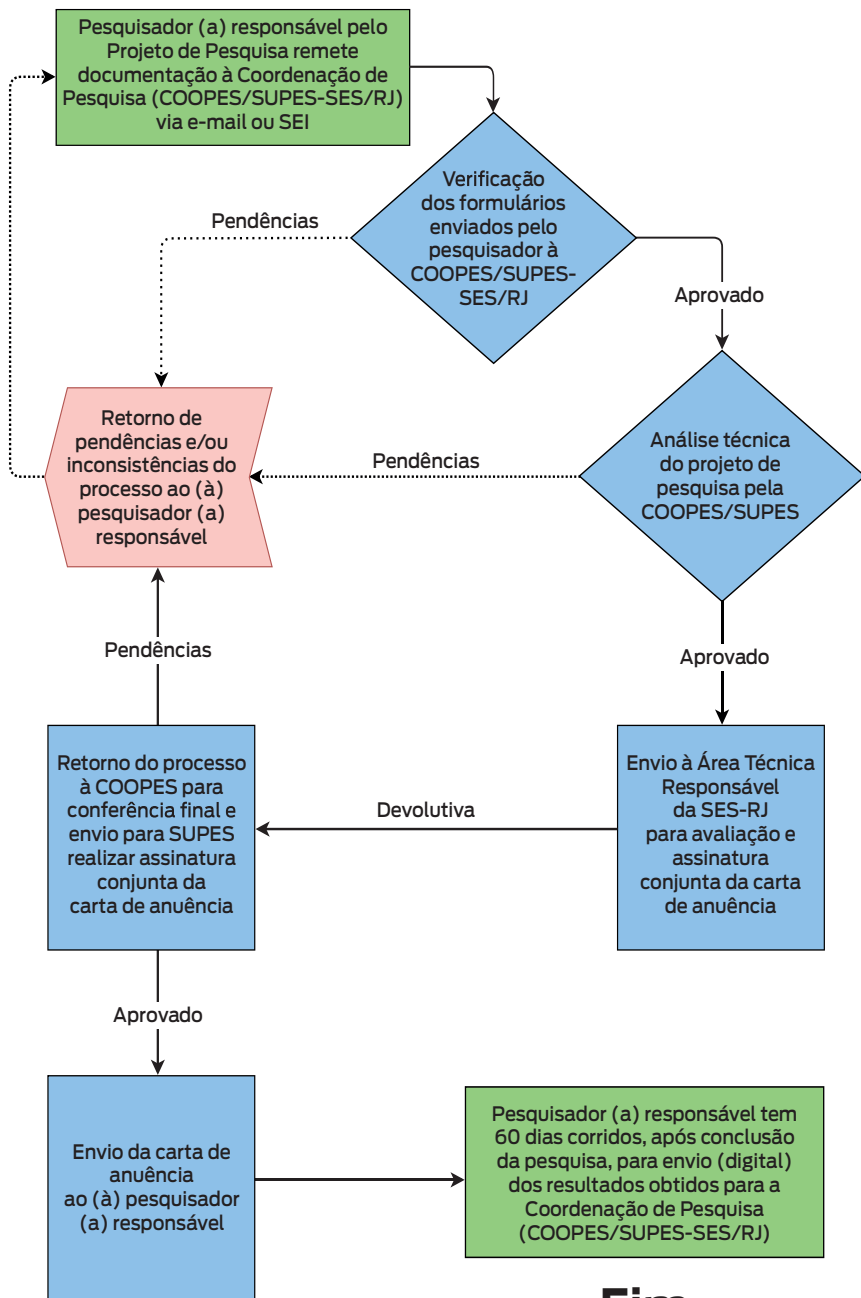 Pesquisador (a) responsável pelo
Projeto de Pesquisa remete
documentação à Coordenação de
Pesquisa (COOPES/SUPES-SES/RJ)
via e-mail ou SEI
Verificação
dos formulários
enviados pelo
pesquisador à
COOPES/SUPES-
SES/RJ
Pendências
Aprovado
Retorno de
pendências e/ou
inconsistências do
processo ao (à)
pesquisador (a)
responsável
Pendências
Análise técnica
do projeto de
pesquisa pela
COOPES/SUPES
Pendências
Aprovado
Retorno do processo
à COOPES para
conferência final e
envio para SUPES
realizar assinatura
conjunta da
carta de anuência
Devolutiva
Envio à Área Técnica
Responsável
da SES-RJ
para avaliação e
assinatura
conjunta da carta
de anuência
Aprovado
Envio da carta de
anuência
ao (à) pesquisador
(a) responsável
Pesquisador (a) responsável tem
60 dias corridos, após conclusão
da pesquisa, para envio (digital)
dos resultados obtidos para a
Coordenação de Pesquisa
(COOPES/SUPES-SES/RJ)